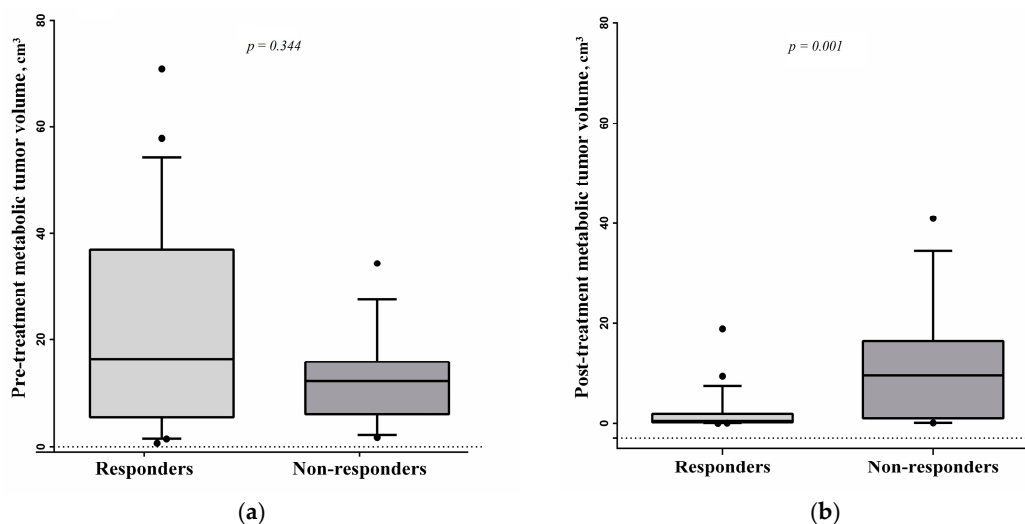 80
60
40
20
0
Pre-treatment metabolic tumor volume, cm³
p = 0.344
Responders
Non-responders
(a)
80
60
40
20
0
Post-treatment metabolic tumor volume, cm³
p = 0.001
Responders
Non-responders
(b)